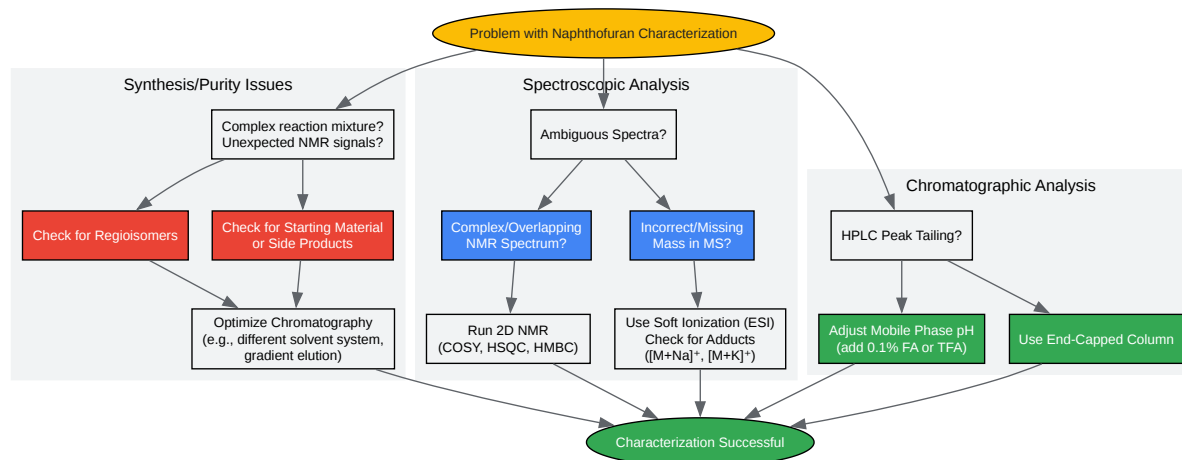 Problem with Naphthofuran Characterization
Synthesis/Purity Issues
Complex reaction mixture?
Unexpected NMR signals?
Check for Regioisomers
Check for Starting Material
or Side Products
Optimize Chromatography
(e.g., different solvent system,
gradient elution)
Spectroscopic Analysis
Ambiguous Spectra?
Complex/Overlapping
NMR Spectrum?
Incorrect/Missing
Mass in MS?
Run 2D NMR
(COSY, HSQC, HMBC)
Use Soft Ionization (ESI)
Check for Adducts
([M+Na]⁺, [M+K]⁺)
Chromatographic Analysis
HPLC Peak Tailing?
Adjust Mobile Phase pH
(add 0.1% FA or TFA)
Use End-Capped Column
Characterization Successful